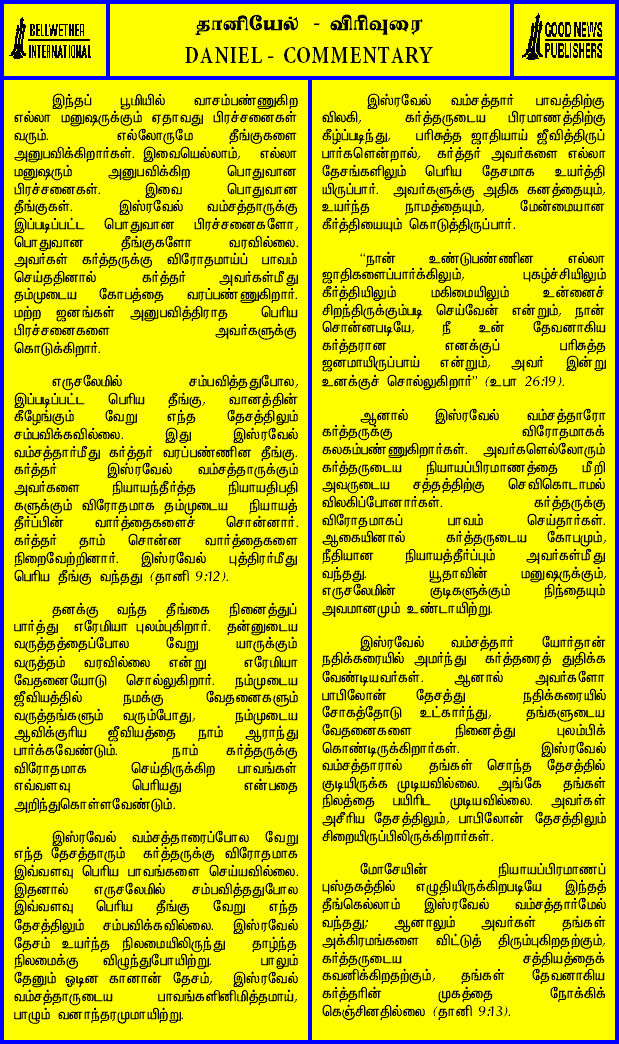 BELLWETHER
INTERNATIONAL
தானியேல் - விரிவுரை
DANIEL - COMMENTARY
GOOD NEWS
PUBLISHERS
இந்தப் பூமியில் வாசம்பண்ணுகிற
எல்லா மனுஷருக்கும் ஏதாவது பிரச்சனைகள்
வரும். எல்லோருமே தீங்குகளை
அனுபவிக்கிறார்கள். இவையெல்லாம், எல்லா
மனுஷரும் அனுபவிக்கிற பொதுவான
பிரச்சனைகள். இவை பொதுவான
தீங்குகள். இஸ்ரவேல் வம்சத்தாருக்கு
இப்படிப்பட்ட பொதுவான பிரச்சனைகளோ,
பொதுவான தீங்குகளோ வரவில்லை.
அவர்கள் கர்த்தருக்கு விரோதமாய்ப் பாவம்
செய்ததினால் கர்த்தர் அவர்கள்மீது
தம்முடைய கோபத்தை வரப்பண்ணுகிறார்.
மற்ற ஜனங்கள் அனுபவித்திராத பெரிய
பிரச்சனைகளை அவர்களுக்கு
கொடுக்கிறார்.
எருசலேமில் சம்பவித்ததுபோல,
இப்படிப்பட்ட பெரிய தீங்கு, வானத்தின்
கீழேங்கும் வேறு எந்த தேசத்திலும்
சம்பவிக்கவில்லை. இது இஸ்ரவேல்
வம்சத்தார்மீது கர்த்தர் வரப்பண்ணின தீங்கு.
கர்த்தர் இஸ்ரவேல் வம்சத்தாருக்கும்
அவர்களை நியாயந்தீர்த்த நியாயதிபதி
களுக்கும் விரோதமாக தம்முடைய நியாயத்
தீர்ப்பின் வார்த்தைகளைச் சொன்னார்.
கர்த்தர் தாம் சொன்ன வார்த்தைகளை
நிறைவேற்றினார். இஸ்ரவேல் புத்திரர்மீது
பெரிய தீங்கு வந்தது (தானி 9:12).
தனக்கு வந்த தீங்கை நினைத்துப்
பார்த்து எரேமியா புலம்புகிறார். தன்னுடைய
வருத்தத்தைப்போல வேறு யாருக்கும்
வருத்தம் வரவில்லை என்று எரேமியா
வேதனையோடு சொல்லுகிறார். நம்முடைய
ஜீவியத்தில் நமக்கு வேதனைகளும்
வருத்தங்களும் வரும்போது, நம்முடைய
ஆவிக்குரிய ஜீவியத்தை நாம் ஆராந்து
பார்க்கவேண்டும். நாம் கர்த்தருக்கு
விரோதமாக செய்திருக்கிற பாவங்கள்
எவ்வளவு பெரியது என்பதை
அறிந்துகொள்ளவேண்டும்.
இஸ்ரவேல் வம்சத்தாரைப்போல வேறு
எந்த தேசத்தாரும் கர்த்தருக்கு விரோதமாக
இவ்வளவு பெரிய பாவங்களை செய்யவில்லை.
இதனால் எருசலேமில் சம்பவித்ததுபோல
இவ்வளவு பெரிய தீங்கு வேறு எந்த
தேசத்திலும் சம்பவிக்கவில்லை. இஸ்ரவேல்
தேசம் உயர்ந்த நிலமையிலிருந்து தாழ்ந்த
நிலமைக்கு விழுந்துபோயிற்று. பாலும்
தேனும் ஓடின கானான் தேசம், இஸ்ரவேல்
வம்சத்தாருடைய பாவங்களினிமித்தமாய்,
பாழும் வனாந்தரமுமாயிற்று.
இஸ்ரவேல் வம்சத்தார் பாவத்திற்கு
விலகி, கர்த்தருடைய பிரமாணத்திற்கு
கீழ்ப்படிந்து, பரிசுத்த ஜாதியாய் ஜீவித்திருப்
பார்களென்றால், கர்த்தர் அவர்களை எல்லா
தேசங்களிலும் பெரிய தேசமாக உயர்த்தி
யிருப்பார். அவர்களுக்கு அதிக கனத்தையும்,
உயர்ந்த நாமத்தையும், மேன்மையான
கீர்த்தியையும் கொடுத்திருப்பார்.
"நான் உண்டுபண்ணின எல்லா
ஜாதிகளைப்பார்க்கிலும், புகழ்ச்சியிலும்
கீர்த்தியிலும் மகிமையிலும் உன்னைச்
சிறந்திருக்கும்படி செய்வேன் என்றும், நான்
சொன்னபடியே, நீ உன் தேவனாகிய
கர்த்தரான எனக்குப் பரிசுத்த
ஜனமாயிருப்பாய் என்றும், அவர் இன்று
உனக்குச் சொல்லுகிறார்" (உபா 26:19).
ஆனால் இஸ்ரவேல் வம்சத்தாரோ
கர்த்தருக்கு விரோதமாகக்
கலகம்பண்ணுகிறார்கள். அவர்களெல்லோரும்
கர்த்தருடைய நியாயப்பிரமாணத்தை மீறி
அவருடைய சத்தத்திற்கு செவிகொடாமல்
விலகிப்போனார்கள். கர்த்தருக்கு
விரோதமாகப் பாவம் செய்தார்கள்.
ஆகையினால் கர்த்தருடைய கோபமும்,
நீதியான நியாயத்தீர்ப்பும் அவர்கள்மீது
வந்தது. யூதாவின் மனுஷருக்கும்,
எருசலேமின் குடிகளுக்கும் நிந்தையும்
அவமானமும் உண்டாயிற்று.
இஸ்ரவேல் வம்சத்தார் யோர்தான்
நதிக்கரையில் அமர்ந்து கர்த்தரைத் துதிக்க
வேண்டியவர்கள். ஆனால் அவர்களோ
பாபிலோன் தேசத்து நதிக்கரையில்
சோகத்தோடு உட்கார்ந்து, தங்களுடைய
வேதனைகளை நினைத்து புலம்பிக்
கொண்டிருக்கிறார்கள். இஸ்ரவேல்
வம்சத்தாரால் தங்கள் சொந்த தேசத்தில்
குடியிருக்க முடியவில்லை. அங்கே தங்கள்
நிலத்தை பயிரிட முடியவில்லை. அவர்கள்
அசீரிய தேசத்திலும், பாபிலோன் தேசத்திலும்
சிறையிருப்பிலிருக்கிறார்கள்.
மோசேயின் நியாயப்பிரமாணப்
புஸ்தகத்தில் எழுதியிருக்கிறபடியே இந்தத்
தீங்கெல்லாம் இஸ்ரவேல் வம்சத்தார்மேல்
வந்தது; ஆனாலும் அவர்கள் தங்கள்
அக்கிரமங்களை விட்டுத் திரும்புகிறதற்கும்,
கர்த்தருடைய சத்தியத்தைக்
கவனிக்கிறதற்கும், தங்கள் தேவனாகிய
கர்த்தரின் முகத்தை நோக்கிக்
கெஞ்சினதில்லை (தானி 9:13).